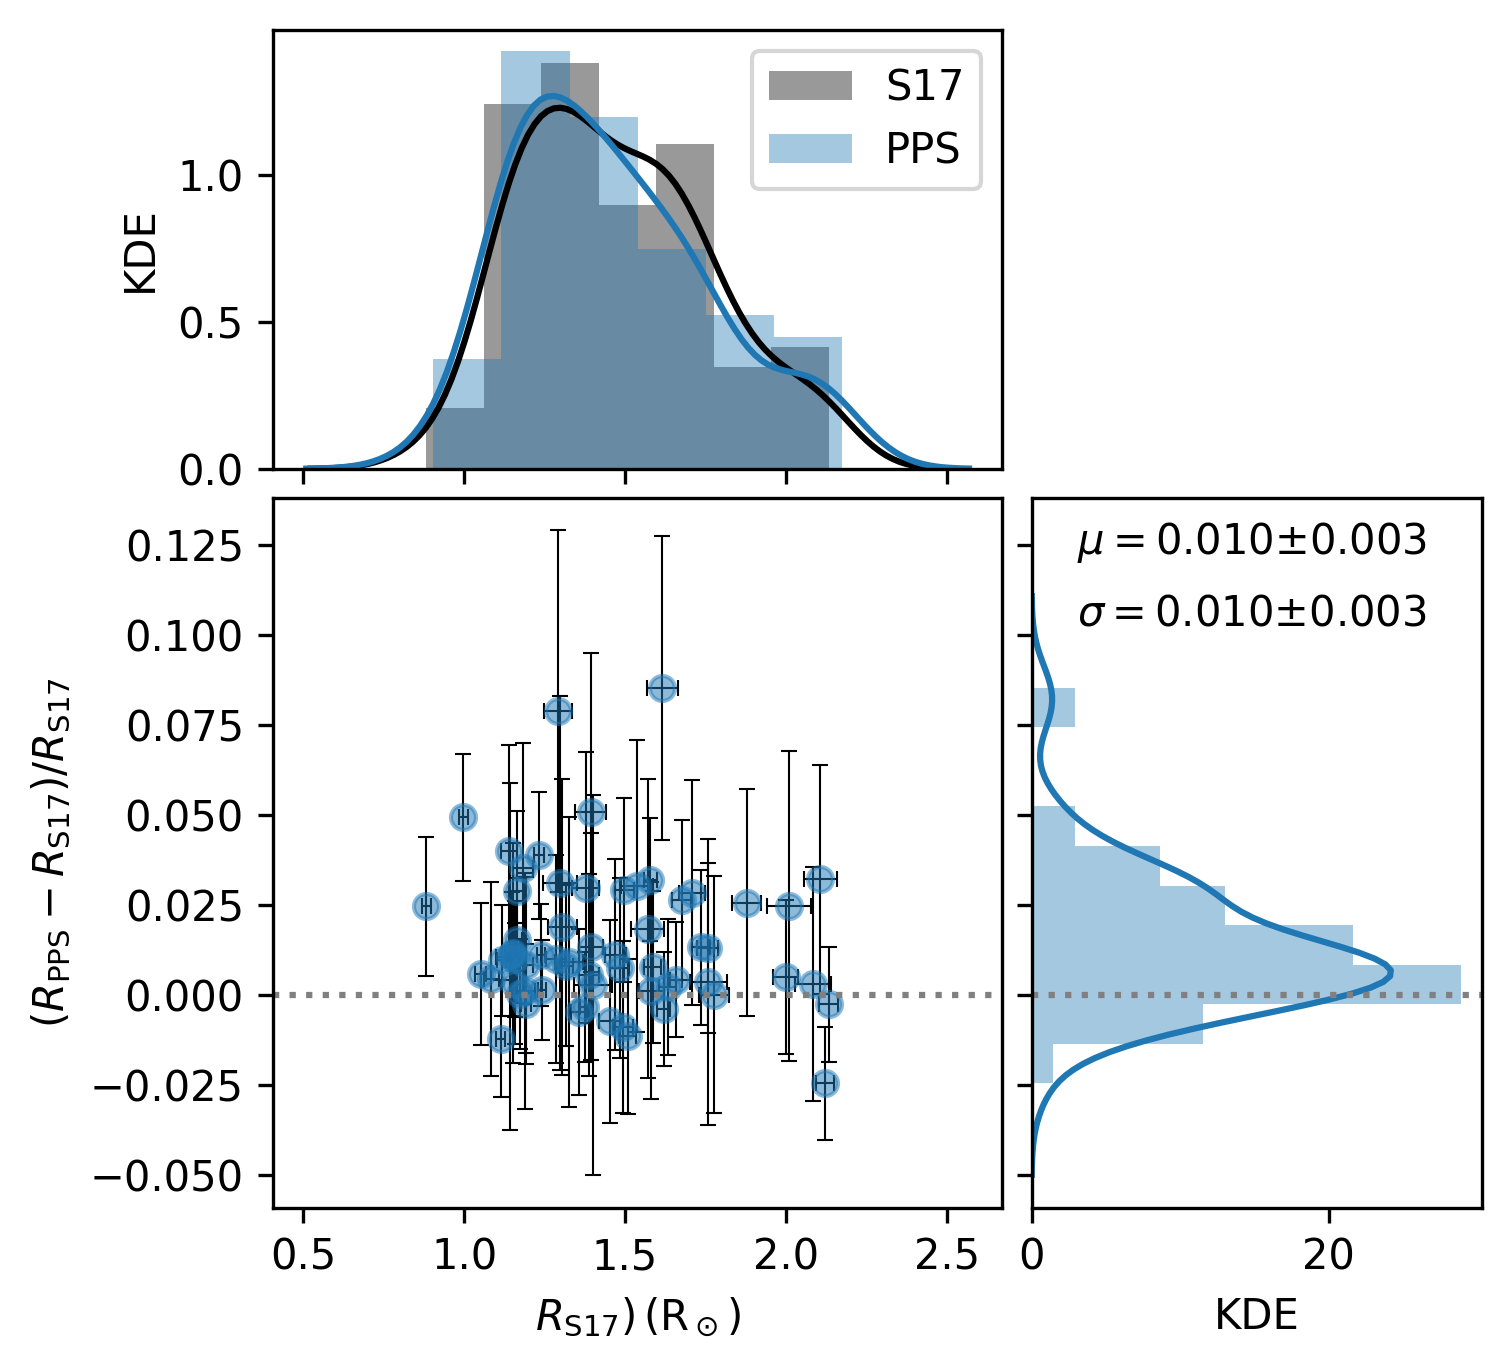 KDE
1.0
0.5
0.0
S17
PPS
(R_PPS − R_S17)/R_S17
0.125
0.100
0.075
0.050
0.025
0.000
−0.025
−0.050
μ = 0.010±0.003
σ = 0.010±0.003
0.5 1.0 1.5 2.0 2.5
0 20
R_S17) (R_⊙)
KDE